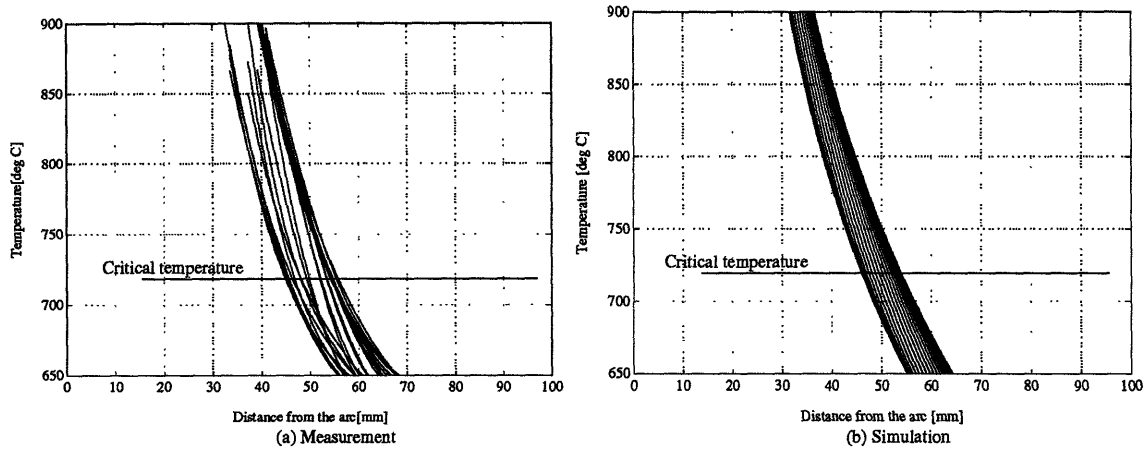 900
850
800
750
700
650
Temperature[deg C]
Critical temperature
0 10 20 30 40 50 60 70 80 90 100
Distance from the arc[mm]
(a) Measurement
900
850
800
750
700
650
Temperature [deg C]
Critical temperature
0 10 20 30 40 50 60 70 80 90 100
Distance from the arc [mm]
(b) Simulation